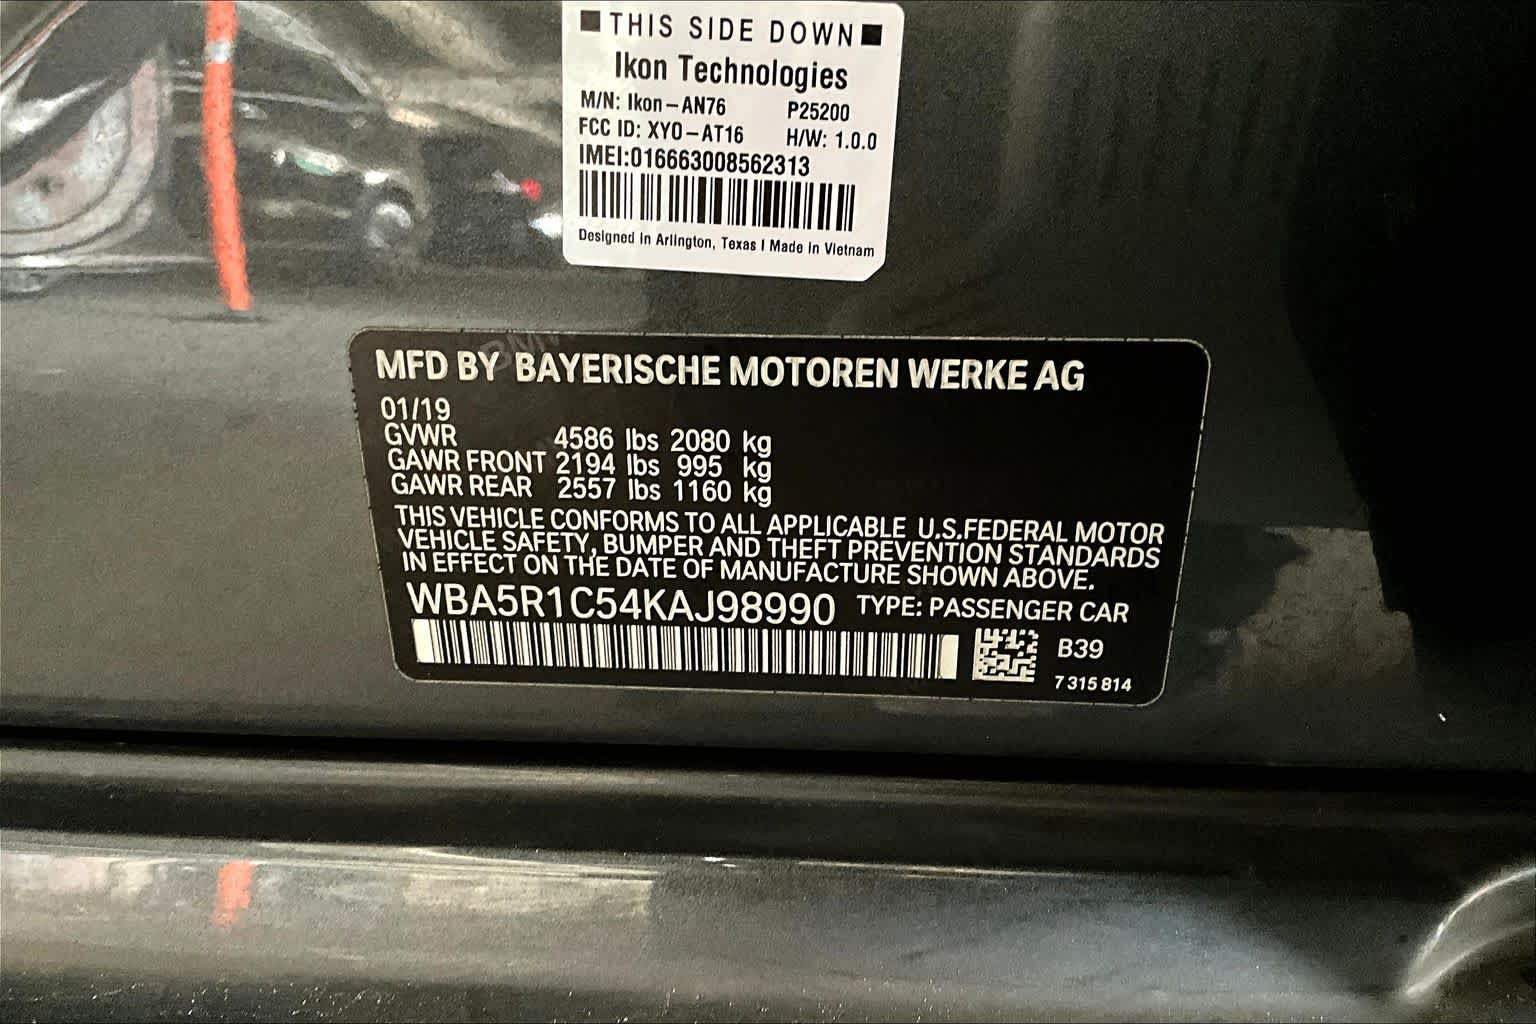 THIS SIDE DOWN
Ikon Technologies
M/N: Ikon-AN76 P25200
FCC ID: XYO-AT16 H/W: 1.0.0
IMEI:016663008562313
Designed in Arlington, Texas I Made in Vietnam
MFD BY BAYERISCHE MOTOREN WERKE AG
01/19
GVWR 4586 lbs 2080 kg
GAWR FRONT 2194 lbs 995 kg
GAWR REAR 2557 lbs 1160 kg
THIS VEHICLE CONFORMS TO ALL APPLICABLE U.S.FEDERAL MOTOR
VEHICLE SAFETY, BUMPER AND THEFT PREVENTION STANDARDS
IN EFFECT ON THE DATE OF MANUFACTURE SHOWN ABOVE.
WBA5R1C54KAJ98990 TYPE: PASSENGER CAR
B39
7 315 814